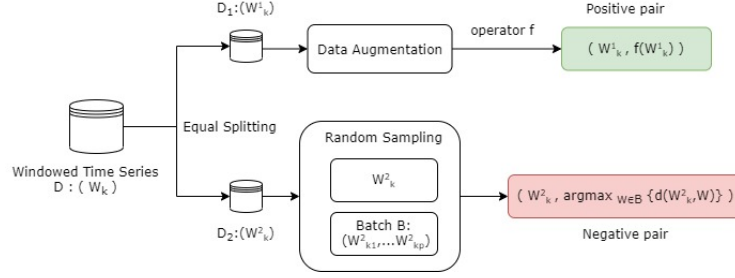 D₁:(W¹ₖ)
Positive pair
Data Augmentation
operator f
( W¹ₖ , f(W¹ₖ) )
Equal Splitting
Windowed Time Series
D : ( Wₖ )
Random Sampling
W²ₖ
Batch B:
(W²ₖ₁,...W²ₖₚ)
D₂:(W²ₖ)
( W²ₖ , argmax W∈B {d(W²ₖ,W)} )
Negative pair